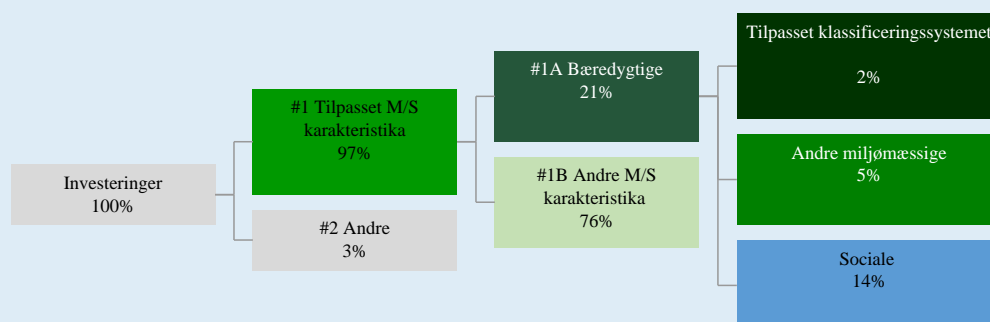 Investeringer
100%
#1 Tilpasset M/S
karakteristika
97%
#2 Andre
3%
#1A Bæredygtige
21%
#1B Andre M/S
karakteristika
76%
Tilpasset klassificeringssystemet
2%
Andre miljømæssige
5%
Sociale
14%